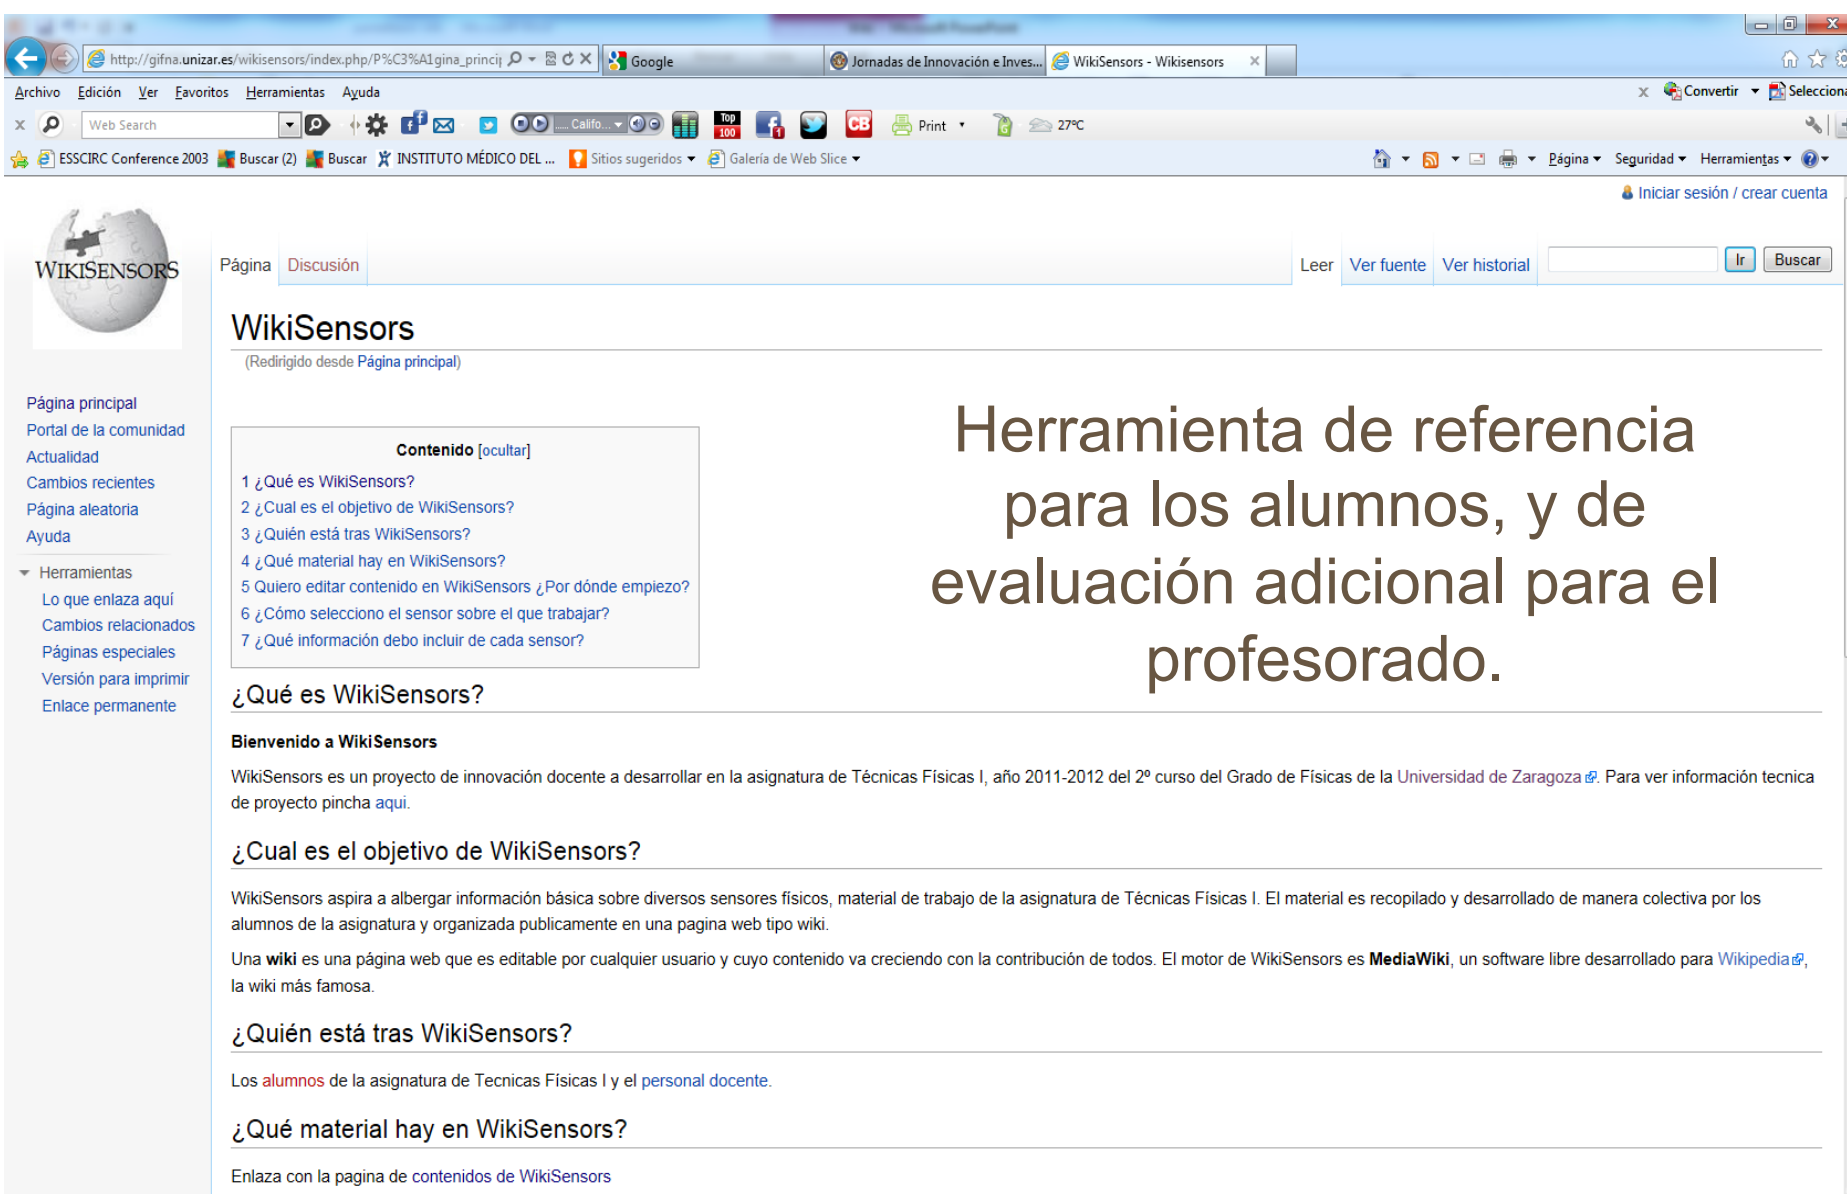 http://gifna.unizar.es/wikisensors/index.php/P%C3%A1gina_princip
Google
Jornadas de Innovación e Inves...
WikiSensors - Wikisensors
Archivo Edición Ver Favoritos Herramientas Ayuda
Convertir
Selecciona
Web Search
..... Califo...
Top 100
1
CB
Print
27ºC
ESSCIRC Conference 2003
Buscar (2)
Buscar
INSTITUTO MÉDICO DEL ...
Sitios sugeridos
Galería de Web Slice
Página
Seguridad
Herramientas
Iniciar sesión / crear cuenta
WIKISENSORS
Página Discusión
Leer Ver fuente Ver historial
Ir Buscar
WikiSensors
(Redirigido desde Página principal)
Página principal
Portal de la comunidad
Actualidad
Cambios recientes
Página aleatoria
Ayuda
Herramientas
Lo que enlaza aquí
Cambios relacionados
Páginas especiales
Versión para imprimir
Enlace permanente
Contenido [ocultar]
1 ¿Qué es WikiSensors?
2 ¿Cual es el objetivo de WikiSensors?
3 ¿Quién está tras WikiSensors?
4 ¿Qué material hay en WikiSensors?
5 Quiero editar contenido en WikiSensors ¿Por dónde empiezo?
6 ¿Cómo selecciono el sensor sobre el que trabajar?
7 ¿Qué información debo incluir de cada sensor?
Herramienta de referencia
para los alumnos, y de
evaluación adicional para el
profesorado.
¿Qué es WikiSensors?
Bienvenido a WikiSensors
WikiSensors es un proyecto de innovación docente a desarrollar en la asignatura de Técnicas Físicas I, año 2011-2012 del 2º curso del Grado de Físicas de la Universidad de Zaragoza. Para ver información tecnica
de proyecto pincha aqui.
¿Cual es el objetivo de WikiSensors?
WikiSensors aspira a albergar información básica sobre diversos sensores físicos, material de trabajo de la asignatura de Técnicas Físicas I. El material es recopilado y desarrollado de manera colectiva por los
alumnos de la asignatura y organizada publicamente en una pagina web tipo wiki.
Una wiki es una página web que es editable por cualquier usuario y cuyo contenido va creciendo con la contribución de todos. El motor de WikiSensors es MediaWiki, un software libre desarrollado para Wikipedia,
la wiki más famosa.
¿Quién está tras WikiSensors?
Los alumnos de la asignatura de Tecnicas Físicas I y el personal docente.
¿Qué material hay en WikiSensors?
Enlaza con la pagina de contenidos de WikiSensors